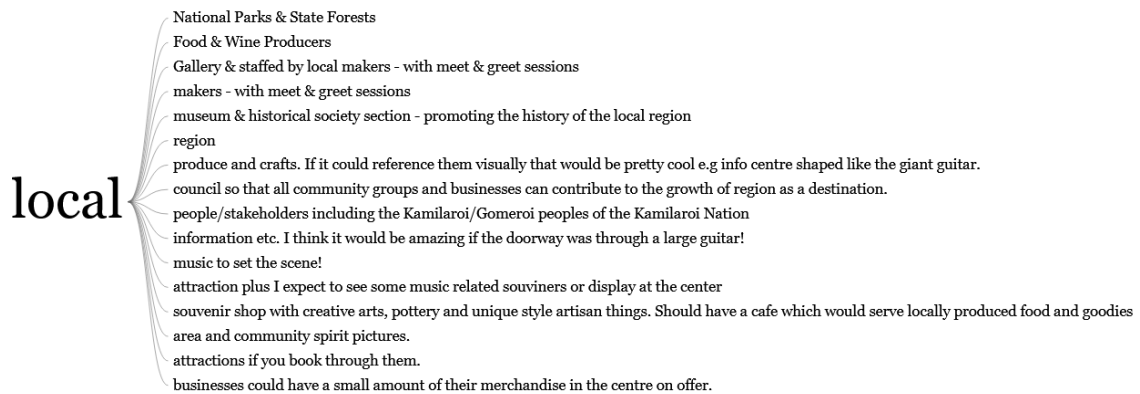 local
National Parks & State Forests
Food & Wine Producers
Gallery & staffed by local makers - with meet & greet sessions
makers - with meet & greet sessions
museum & historical society section - promoting the history of the local region
region
produce and crafts. If it could reference them visually that would be pretty cool e.g info centre shaped like the giant guitar.
council so that all community groups and businesses can contribute to the growth of region as a destination.
people/stakeholders including the Kamilaroi/Gomeroi peoples of the Kamilaroi Nation
information etc. I think it would be amazing if the doorway was through a large guitar!
music to set the scene!
attraction plus I expect to see some music related souviners or display at the center
souvenir shop with creative arts, pottery and unique style artisan things. Should have a cafe which would serve locally produced food and goodies
area and community spirit pictures.
attractions if you book through them.
businesses could have a small amount of their merchandise in the centre on offer.